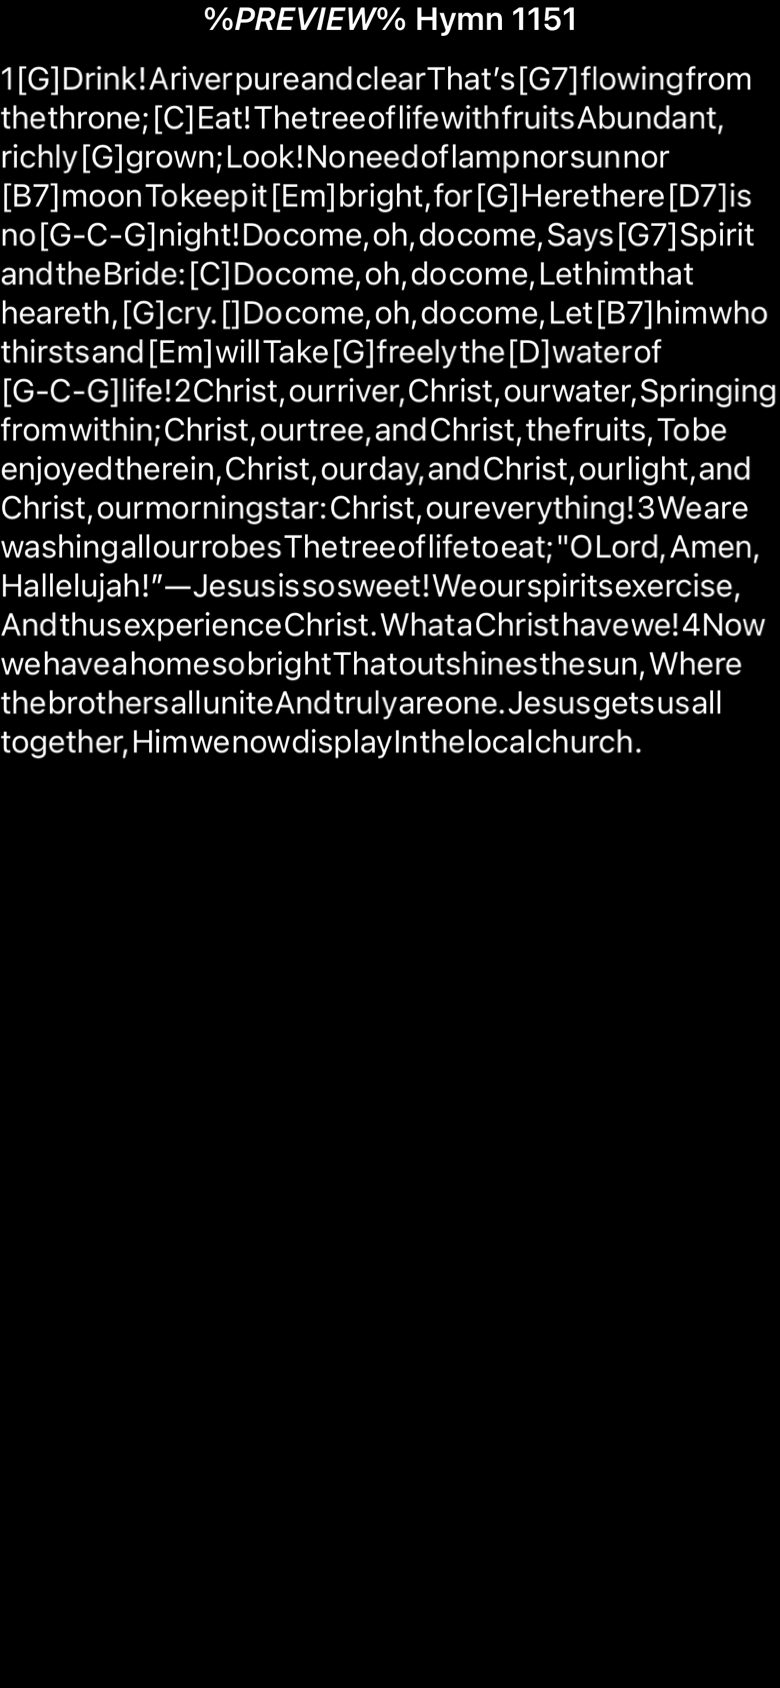 %PREVIEW% Hymn 1151
1[G]Drink!AriverpureandclearThat’s[G7]flowingfrom
thethrone;[C]Eat!ThetreeoflifewithfruitsAbundant,
richly[G]grown;Look!Noneedoflampnorsunnor
[B7]moonTokeepit[Em]bright,for[G]Herethere[D7]is
no[G-C-G]night!Docome,oh,docome,Says[G7]Spirit
andtheBride:[C]Docome,oh,docome,Lethimthat
heareth,[G]cry.[]Docome,oh,docome,Let[B7]himwho
thirstsand[Em]willTake[G]freelythe[D]waterof
[G-C-G]life!2Christ,ourriver,Christ,ourwater,Springing
fromwithin;Christ,ourtree,andChrist,thefruits,Tobe
enjoyedtherein,Christ,ourday,andChrist,ourlight,and
Christ,ourmorningstar:Christ,oureverything!3Weare
washingallourrobesThetreeoflifetoeat;"OLord,Amen,
Hallelujah!”—Jesusissosweet!Weourspiritsexercise,
AndthusexperienceChrist.WhataChristhavewe!4Now
wehaveahomesobrightThatoutshinesthesun,Where
thebrothersalluniteAndtrulyareone.Jesusgetsusall
together,HimwenowdisplayInthelocalchurch.